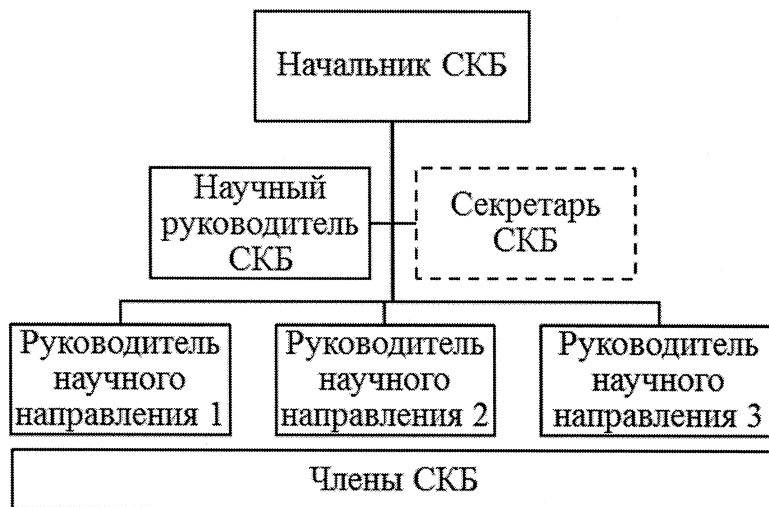 Начальник СКБ
Научный
руководитель
СКБ
Секретарь
СКБ
Руководитель
научного
направления 1
Руководитель
научного
направления 2
Руководитель
научного
направления 3
Члены СКБ